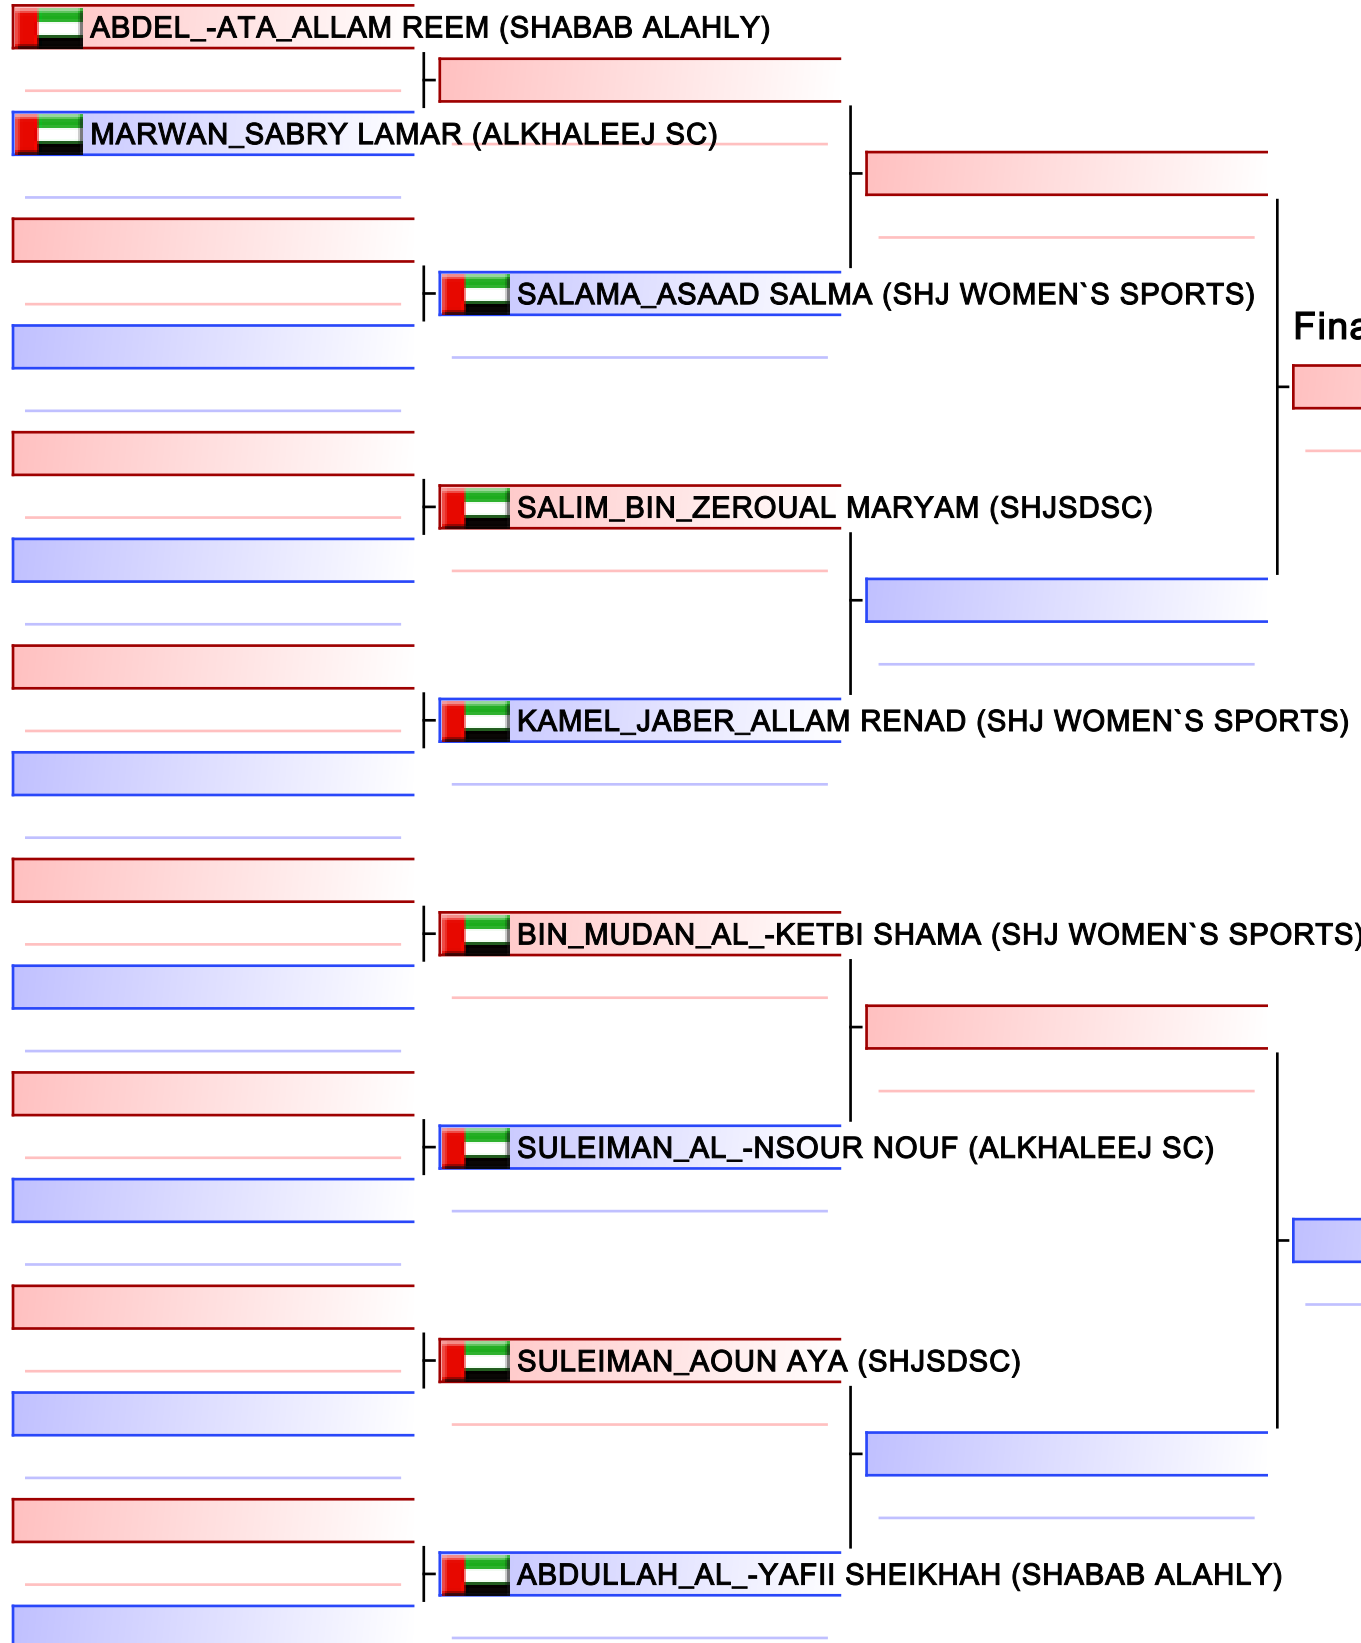 ABDEL_-ATA_ALLAM REEM (SHABAB ALAHLY)
MARWAN_SABRY LAMAR (ALKHALEEJ SC)
SALAMA_ASAAD SALMA (SHJ WOMEN`S SPORTS)
Fina
SALIM_BIN_ZEROUAL MARYAM (SHJSDSC)
KAMEL_JABER_ALLAM RENAD (SHJ WOMEN`S SPORTS)
BIN_MUDAN_AL_-KETBI SHAMA (SHJ WOMEN`S SPORTS)
SULEIMAN_AL_-NSOUR NOUF (ALKHALEEJ SC)
SULEIMAN_AOUN AYA (SHJSDSC)
ABDULLAH_AL_-YAFII SHEIKHAH (SHABAB ALAHLY)